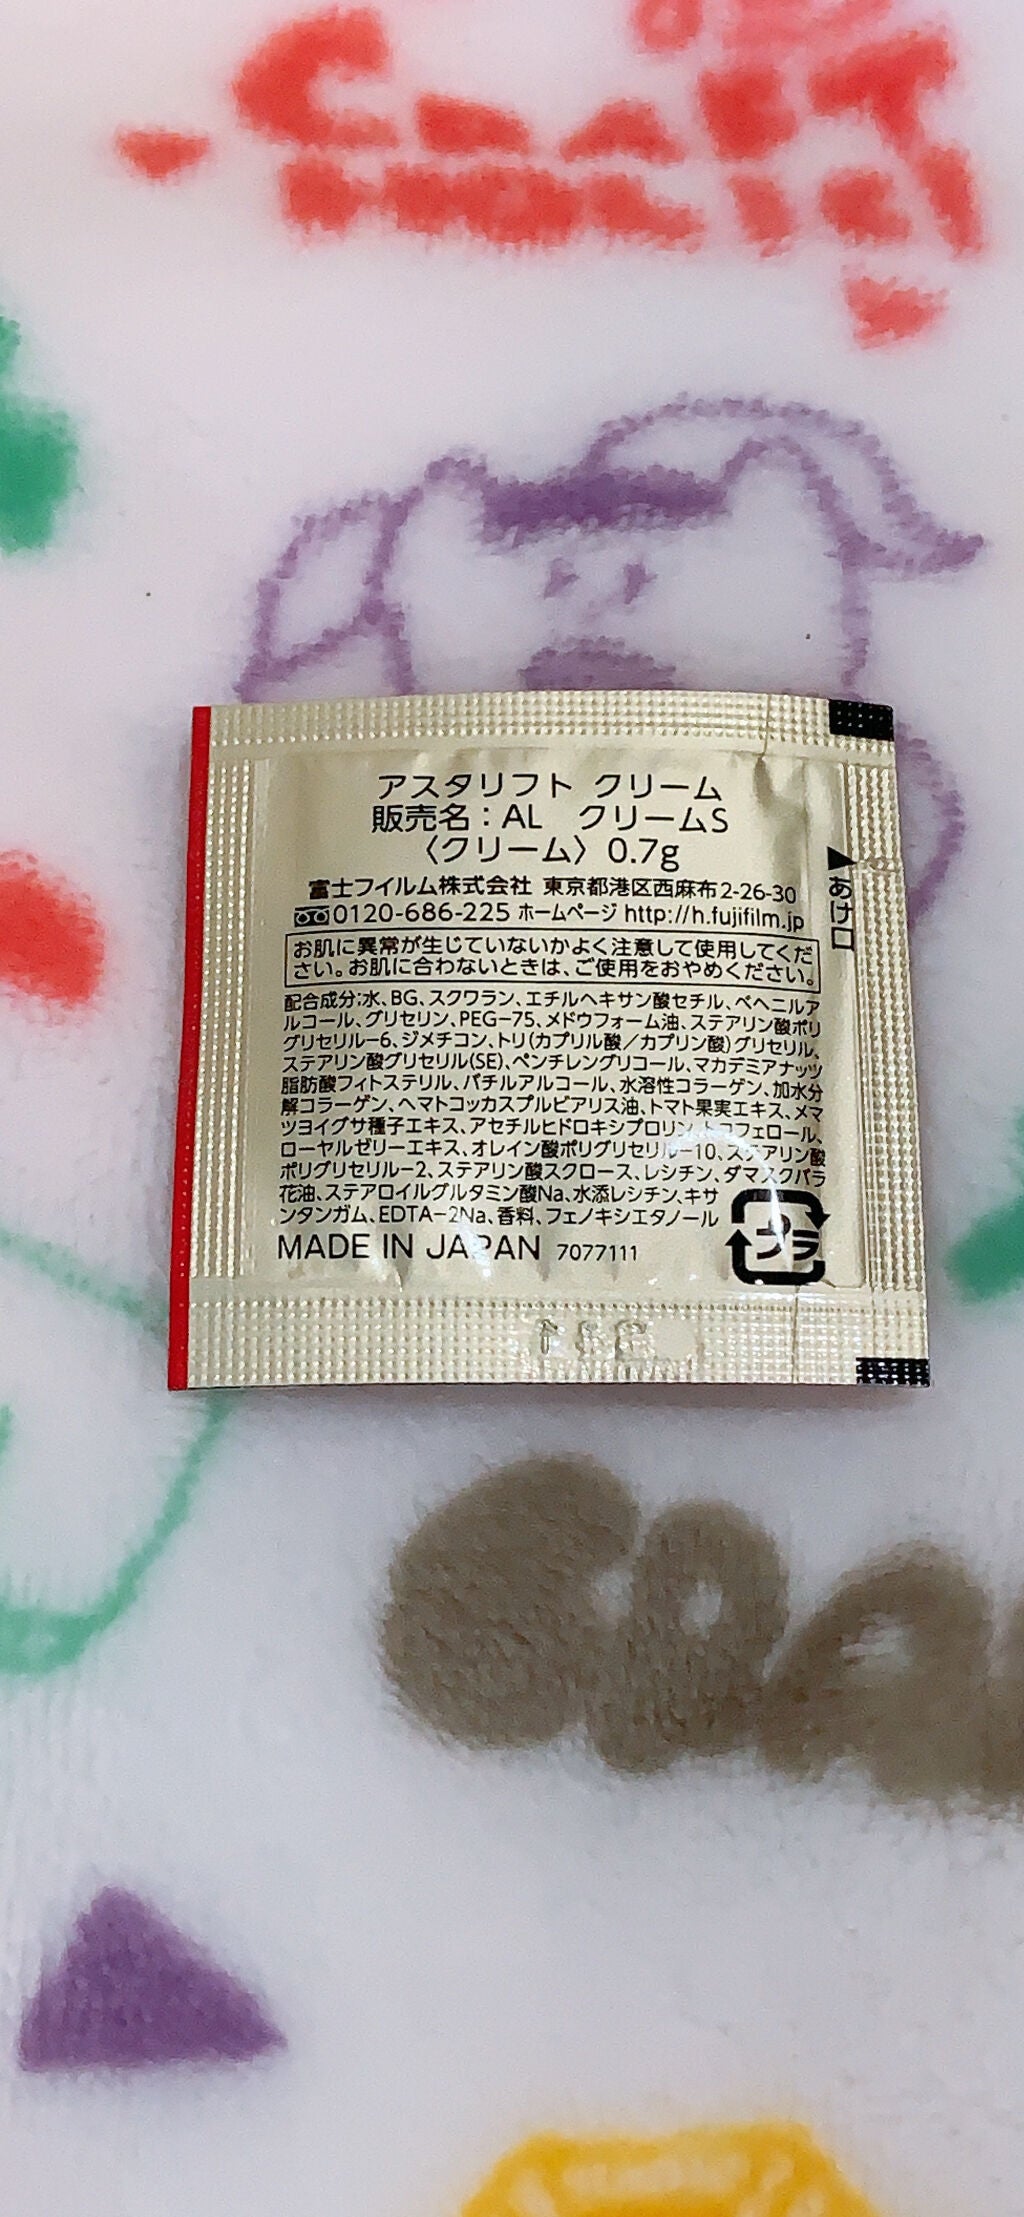 アスタリフト クリーム
販売名：AL クリームS
〈クリーム〉0.7g
富士フイルム株式会社 東京都港区西麻布2-26-30
0120-686-225 ホームページ http://h.fujifilm.jp
お肌に異常が生じていないかよく注意して使用してくだ
さい。お肌に合わないときは、ご使用をおやめください。
配合成分:水、BG、スクワラン、エチルヘキサン酸セチル、ベヘニルア
ルコール、グリセリン、PEG-75、メドウフォーム油、ステアリン酸ポリ
グリセリル-6、ジメチコン、トリ(カプリル酸/カプリン酸)グリセリル、
ステアリン酸グリセリル(SE)、ペンチレングリコール、マカデミアナッツ
脂肪酸フィトステリル、バチルアルコール、水溶性コラーゲン、加水分
解コラーゲン、ヘマトコッカスプルビアリス油、トマト果実エキス、メマ
ツヨイグサ種子エキス、アセチルヒドロキシプロリン、トコフェロール、
ローヤルゼリーエキス、オレイン酸ポリグリセリル-10、ステアリン酸
ポリグリセリル-2、ステアリン酸スクロース、レシチン、ダマスクバラ
花油、ステアロイルグルタミン酸Na、水添レシチン、キサ
ンタンガム、EDTA-2Na、香料、フェノキシエタノール
MADE IN JAPAN 7077111
プラ
あけ口